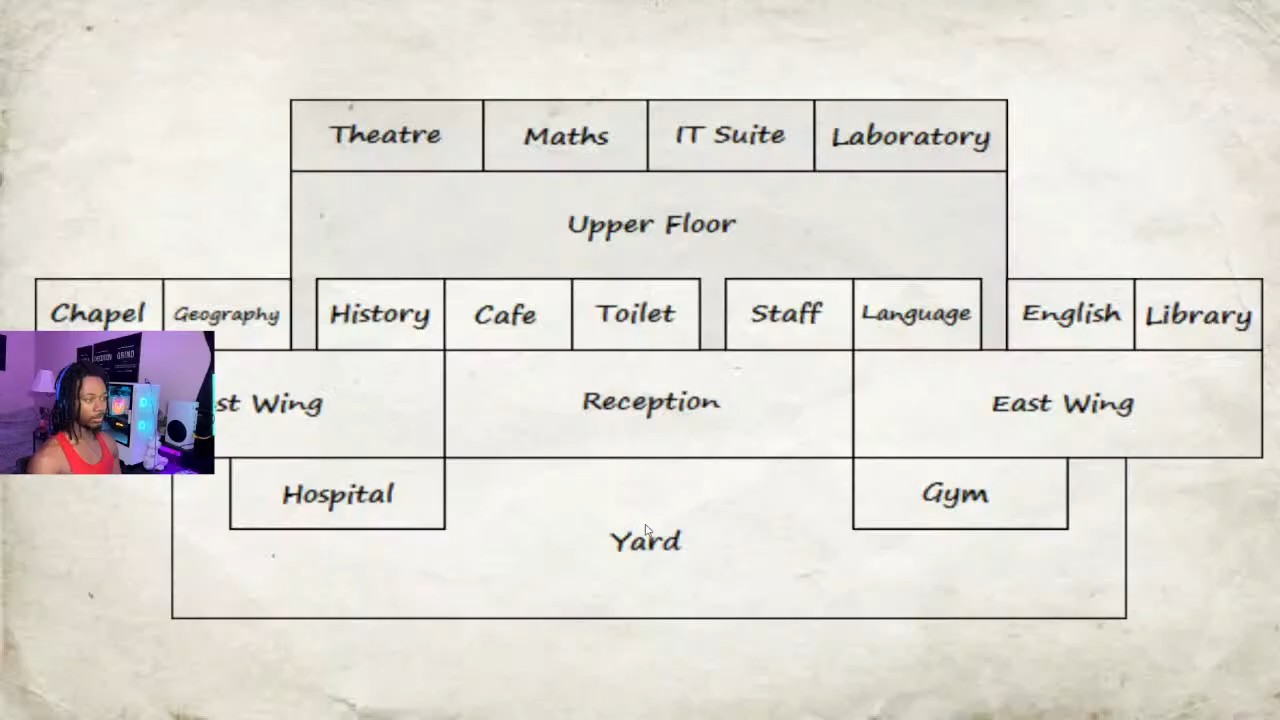 Theatre
Maths
IT Suite
Laboratory
Upper Floor
Chapel
Geography
History
Cafe
Toilet
Staff
Language
English
Library
st Wing
Reception
East Wing
Hospital
Gym
Yard